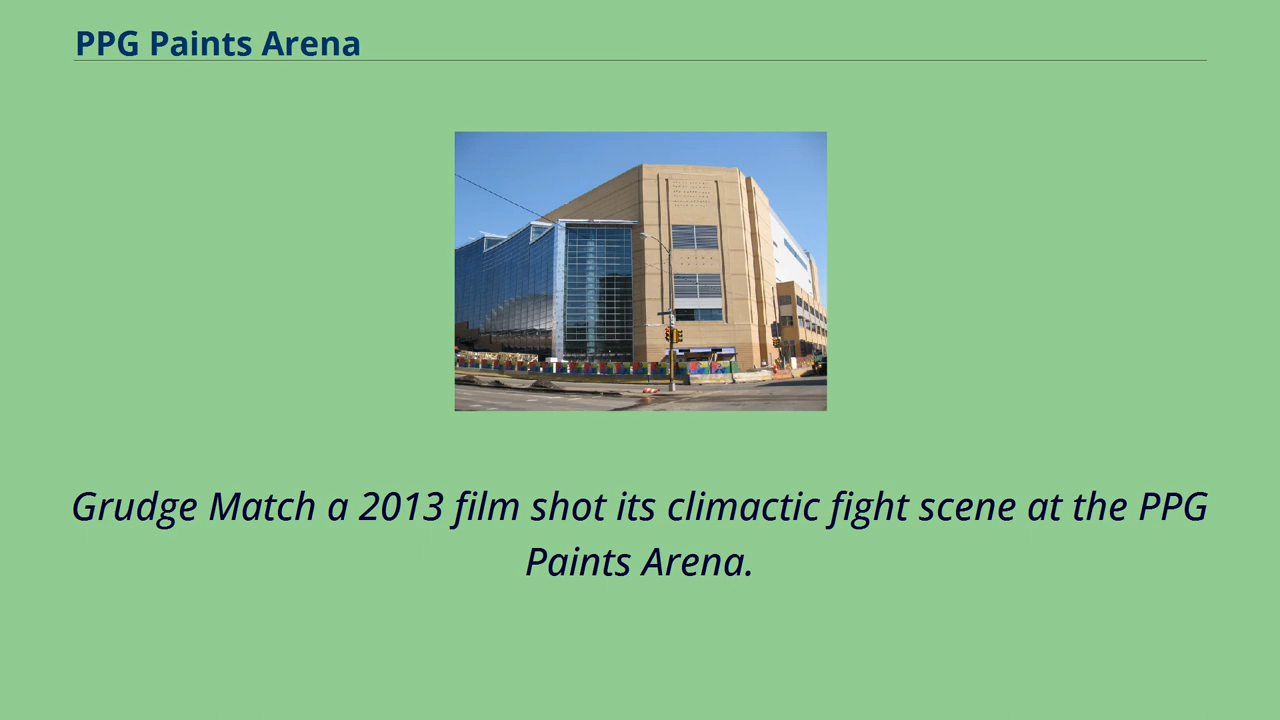 PPG Paints Arena
Grudge Match a 2013 film shot its climactic fight scene at the PPG
Paints Arena.